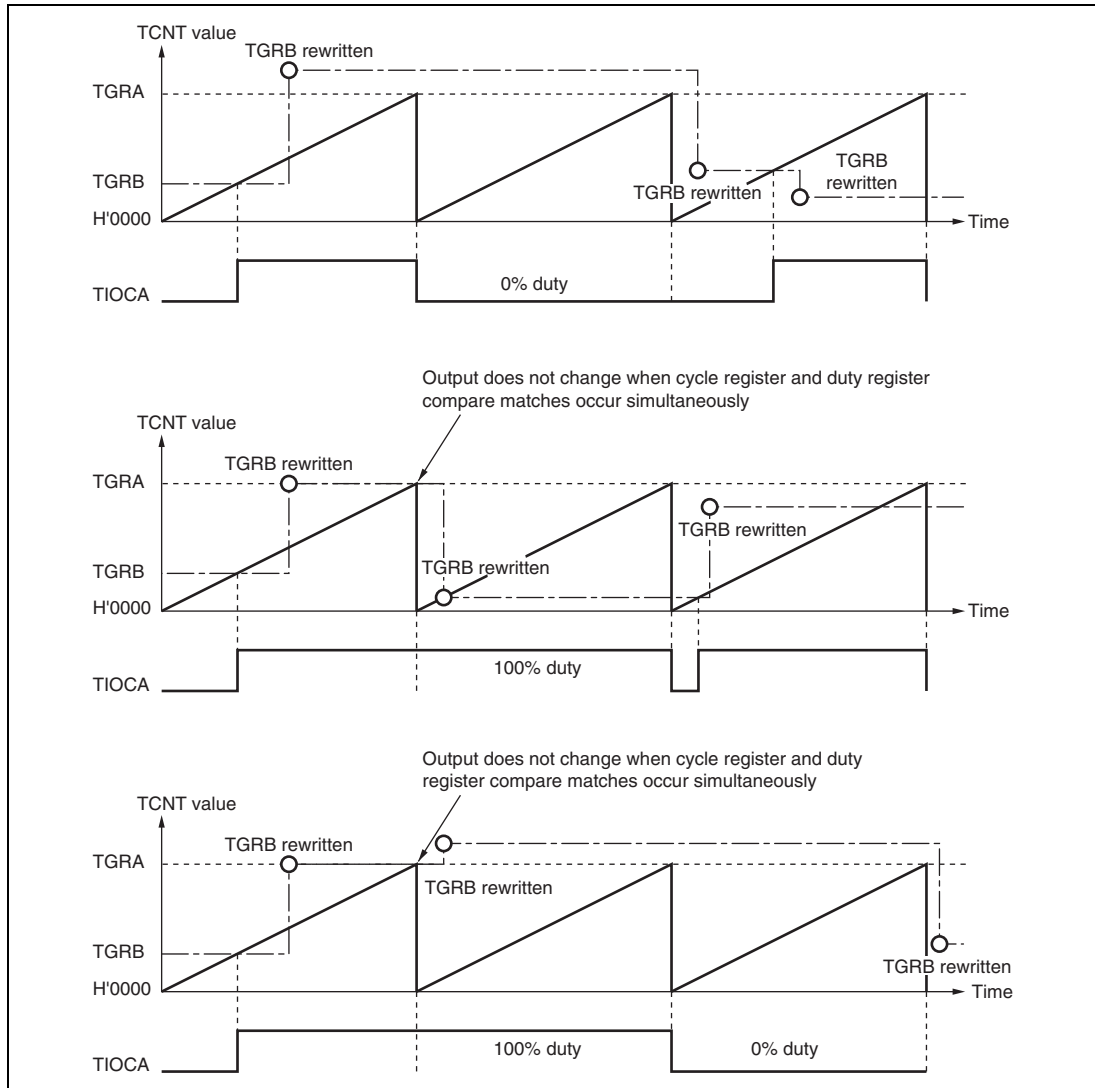 TCNT value
TGRB rewritten
TGRA
TGRB
rewritten
TGRB
TGRB rewritten
H'0000
Time
TIOCA
0% duty
Output does not change when cycle register and duty register
compare matches occur simultaneously
TCNT value
TGRB rewritten
TGRA
TGRB rewritten
TGRB
TGRB rewritten
H'0000
Time
TIOCA
100% duty
Output does not change when cycle register and duty
register compare matches occur simultaneously
TCNT value
TGRB rewritten
TGRA
TGRB rewritten
TGRB
TGRB rewritten
H'0000
Time
TIOCA
100% duty
0% duty